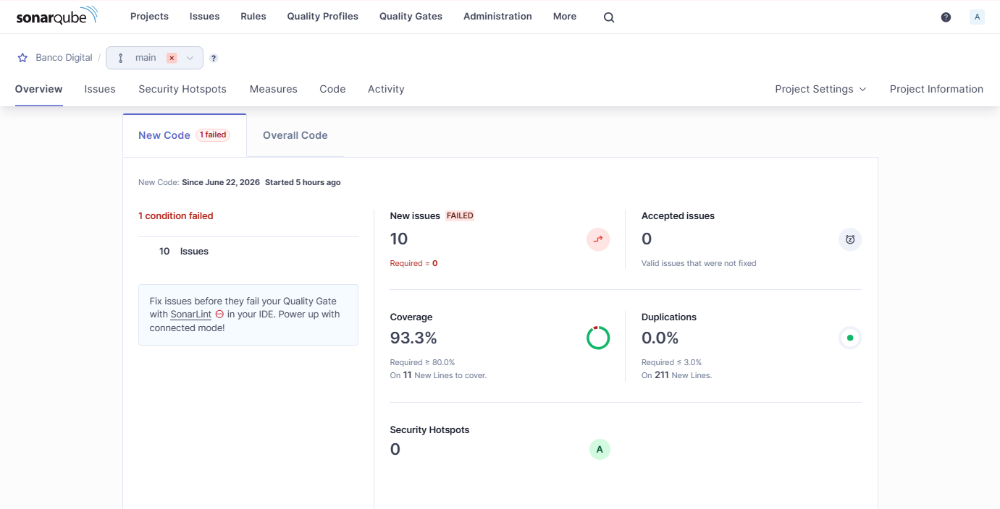 sonarqube Projects Issues Rules Quality Profiles Quality Gates Administration More ? A
Banco Digital / main × ?
Overview Issues Security Hotspots Measures Code Activity Project Settings Project Information
New Code 1 failed Overall Code
New Code: Since June 22, 2026 Started 5 hours ago
1 condition failed
10 Issues
Fix issues before they fail your Quality Gate
with SonarLint in your IDE. Power up with
connected mode!
New issues FAILED
10
Required = 0
Accepted issues
0
Valid issues that were not fixed
Coverage
93.3%
Required ≥ 80.0%
On 11 New Lines to cover.
Duplications
0.0%
Required ≤ 3.0%
On 211 New Lines.
Security Hotspots
0
A